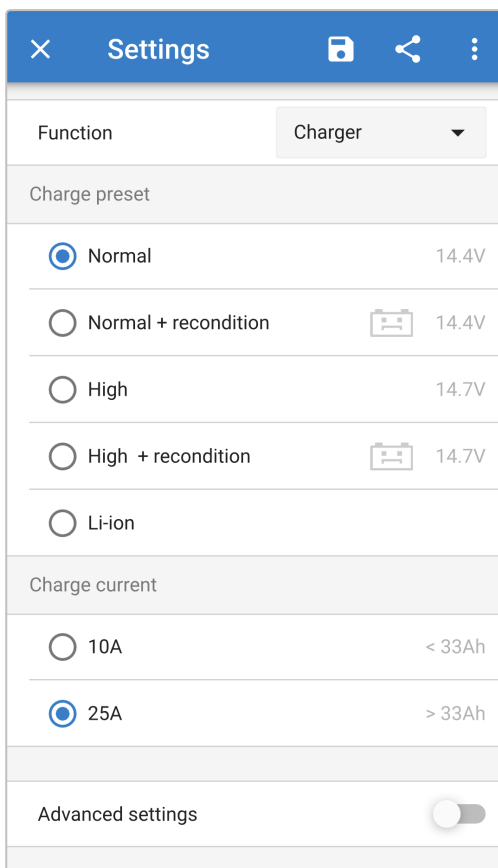 Settings
Function Charger
Charge preset
Normal 14.4V
Normal + recondition 14.4V
High 14.7V
High + recondition 14.7V
Li-ion
Charge current
10A < 33Ah
25A > 33Ah
Advanced settings